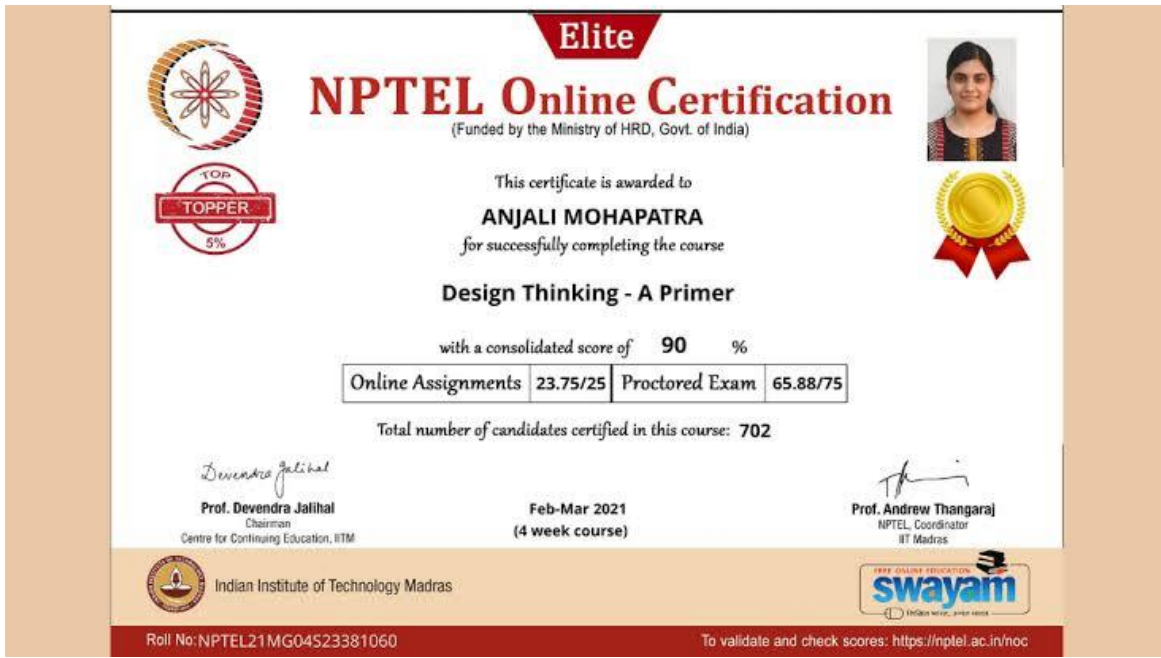 Elite
NPTEL Online Certification
(Funded by the Ministry of HRD, Govt. of India)
TOP
TOPPER
5%
This certificate is awarded to
ANJALI MOHAPATRA
for successfully completing the course
Design Thinking - A Primer
with a consolidated score of 90 %
Online Assignments 23.75/25 Proctored Exam 65.88/75
Total number of candidates certified in this course: 702
Devendra Jalihal
Prof. Devendra Jalihal
Chairman
Centre for Continuing Education, IITM
Feb-Mar 2021
(4 week course)
Prof. Andrew Thangaraj
NPTEL, Coordinator
IIT Madras
Indian Institute of Technology Madras
FREE ONLINE EDUCATION
swayam
Roll No:NPTEL21MG04S23381060
To validate and check scores: https://nptel.ac.in/noc